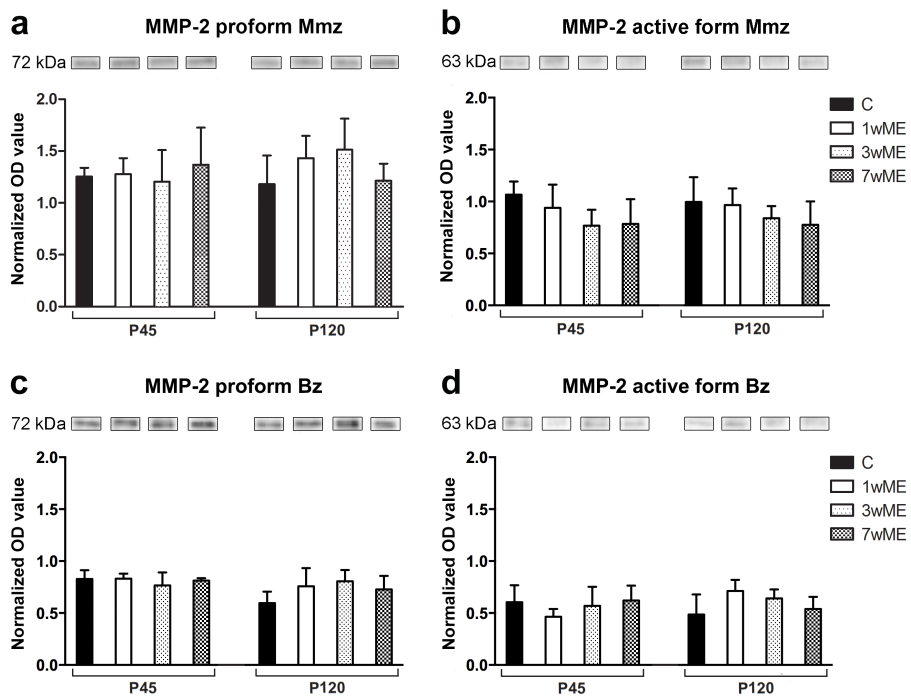 a
MMP-2 proform Mmz
72 kDa
Normalized OD value
2.0
1.5
1.0
0.5
0.0
P45
P120
b
MMP-2 active form Mmz
63 kDa
Normalized OD value
2.0
1.5
1.0
0.5
0.0
P45
P120
C
1wME
3wME
7wME
c
MMP-2 proform Bz
72 kDa
Normalized OD value
2.0
1.5
1.0
0.5
0.0
P45
P120
d
MMP-2 active form Bz
63 kDa
Normalized OD value
2.0
1.5
1.0
0.5
0.0
P45
P120
C
1wME
3wME
7wME